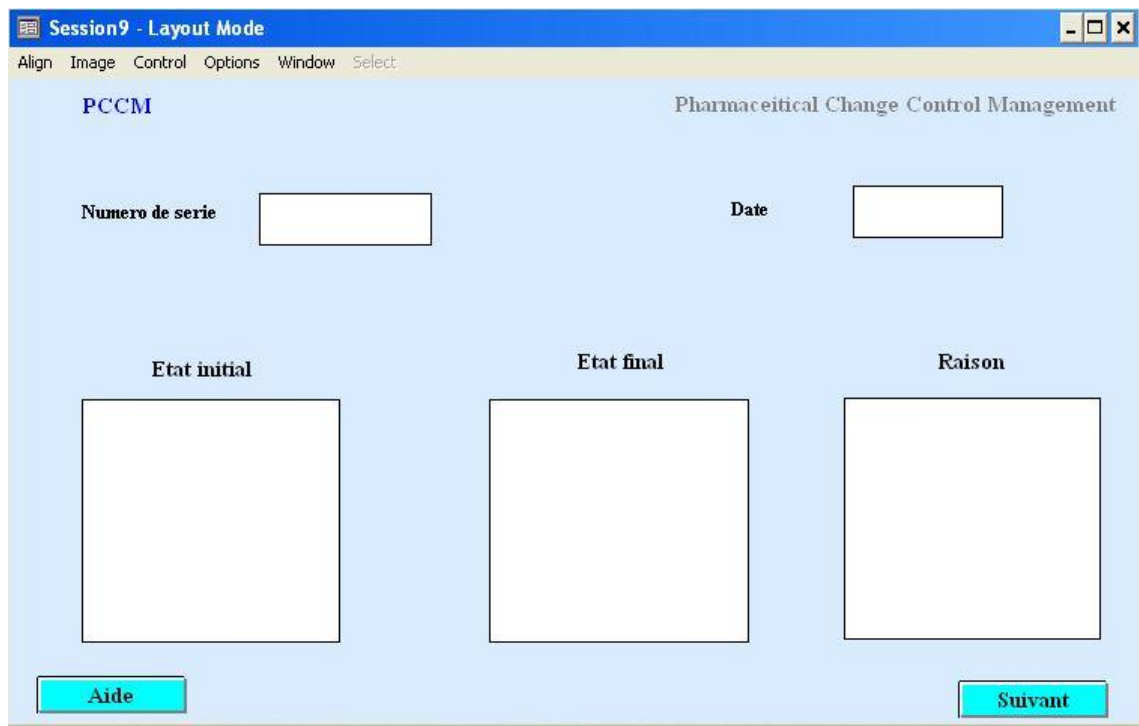 Session9 - Layout Mode
Align Image Control Options Window Select
PCCM Pharmaceitical Change Control Management
Numero de serie Date
Etat initial Etat final Raison
Aide Suivant